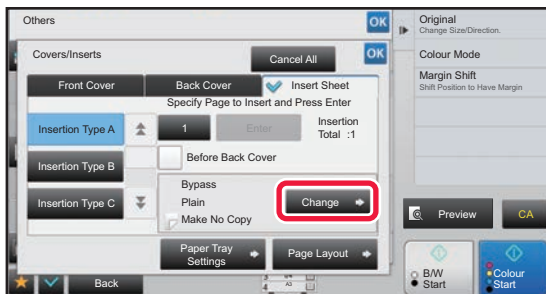 Others
OK
Covers/Inserts
Cancel All
OK
Front Cover
Back Cover
Insert Sheet
Specify Page to Insert and Press Enter
Insertion Type A
1
Enter
Insertion
Total :1
Insertion Type B
Before Back Cover
Insertion Type C
Bypass
Plain
Make No Copy
Change
Paper Tray
Settings
Page Layout
Back
4
A3
Original
Change Size/Direction.
Colour Mode
Margin Shift
Shift Position to Have Margin
Preview
CA
B/W
Start
Colour
Start